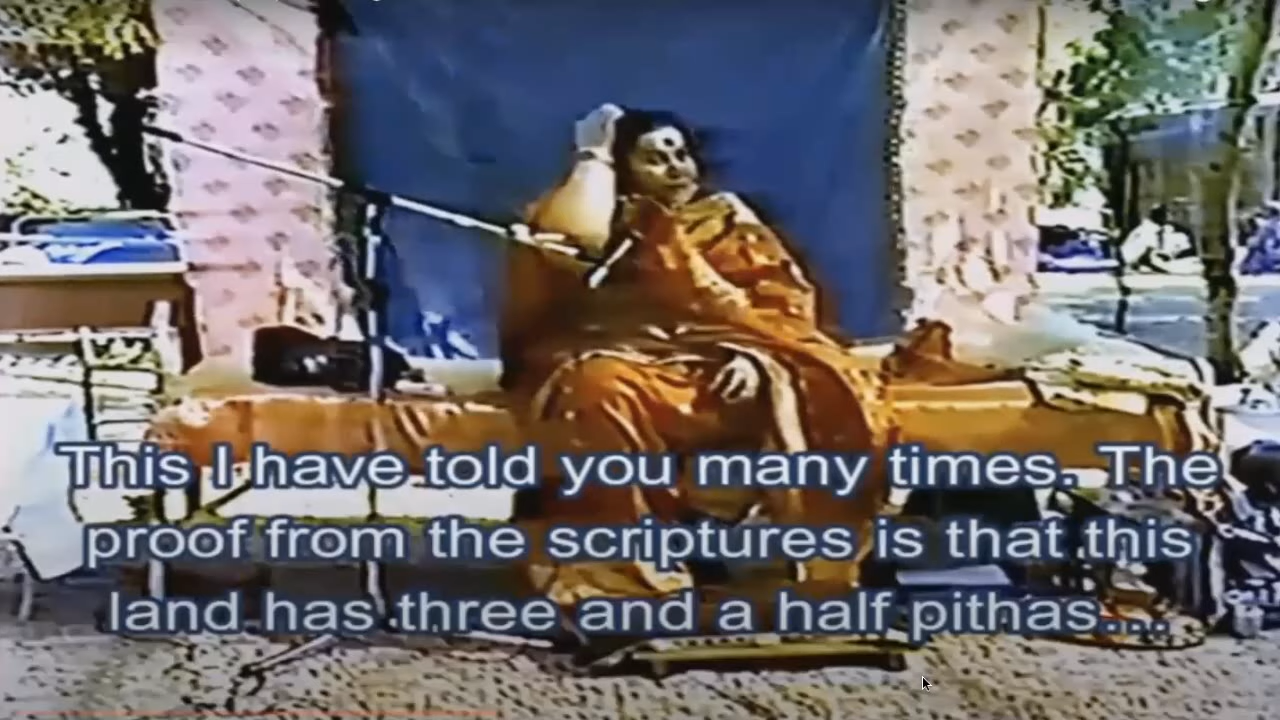 This I have told you many times. The
proof from the scriptures is that this
land has three and a half pithas...